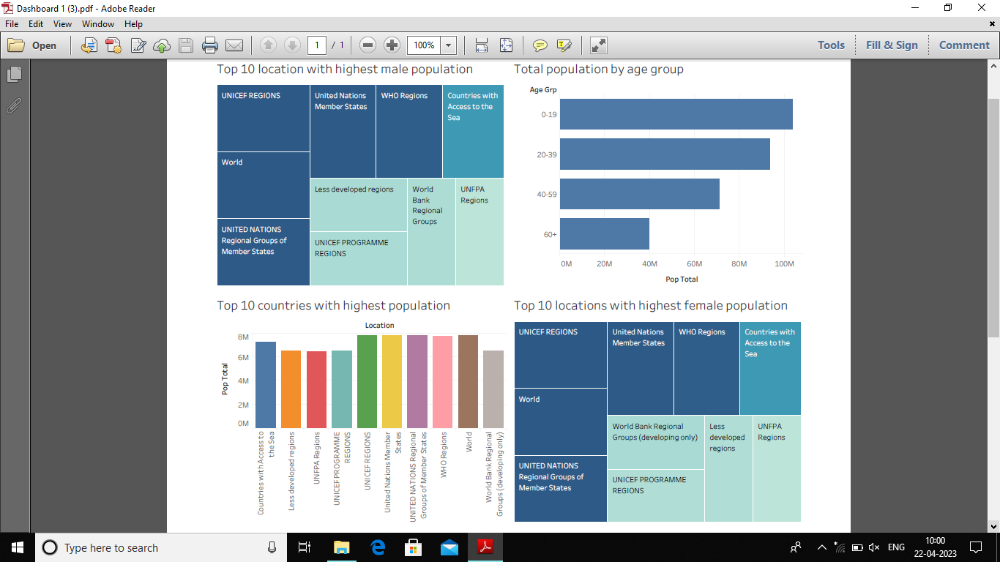 Dashboard 1 (3).pdf - Adobe Reader
File Edit View Window Help
Open
1 / 1
100%
Tools Fill & Sign Comment
Top 10 location with highest male population
UNICEF REGIONS
World
UNITED NATIONS
Regional Groups of
Member States
United Nations
Member States
WHO Regions
Countries with
Access to the
Sea
Less developed regions
UNICEF PROGRAMME
REGIONS
World
Bank
Regional
Groups
UNFPA
Regions
Total population by age group
Age Grp
0-19
20-39
40-59
60+
0M 20M 40M 60M 80M 100M
Pop Total
Top 10 countries with highest population
Location
Pop Total
8M
6M
4M
2M
0M
Countries with Access to
the Sea
Less developed regions
UNFPA Regions
UNICEF PROGRAMME
REGIONS
UNICEF REGIONS
United Nations Member
States
UNITED NATIONS Regional
Groups of Member States
WHO Regions
World
World Bank Regional
Groups (developing only)
Top 10 locations with highest female population
UNICEF REGIONS
World
UNITED NATIONS
Regional Groups of
Member States
United Nations
Member States
WHO Regions
Countries with
Access to the
Sea
World Bank Regional
Groups (developing only)
UNICEF PROGRAMME
REGIONS
Less
developed
regions
UNFPA
Regions
Type here to search
ENG
10:00
22-04-2023